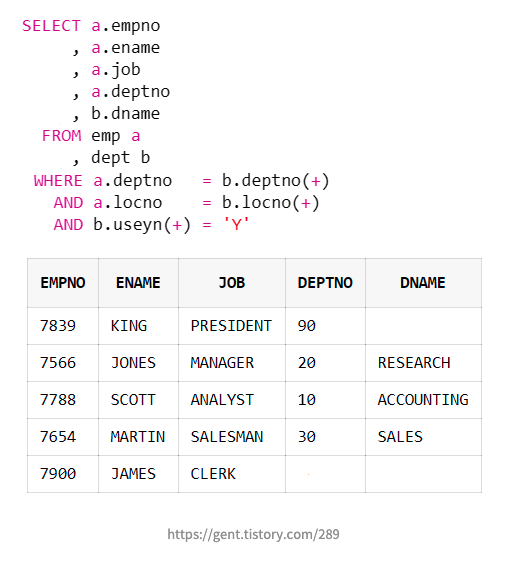 SELECT a.empno
, a.ename
, a.job
, a.deptno
, b.dname
FROM emp a
, dept b
WHERE a.deptno = b.deptno(+)
AND a.locno = b.locno(+)
AND b.useyn(+) = 'Y'
EMPNO ENAME JOB DEPTNO DNAME
7839 KING PRESIDENT 90
7566 JONES MANAGER 20 RESEARCH
7788 SCOTT ANALYST 10 ACCOUNTING
7654 MARTIN SALESMAN 30 SALES
7900 JAMES CLERK
https://gent.tistory.com/289